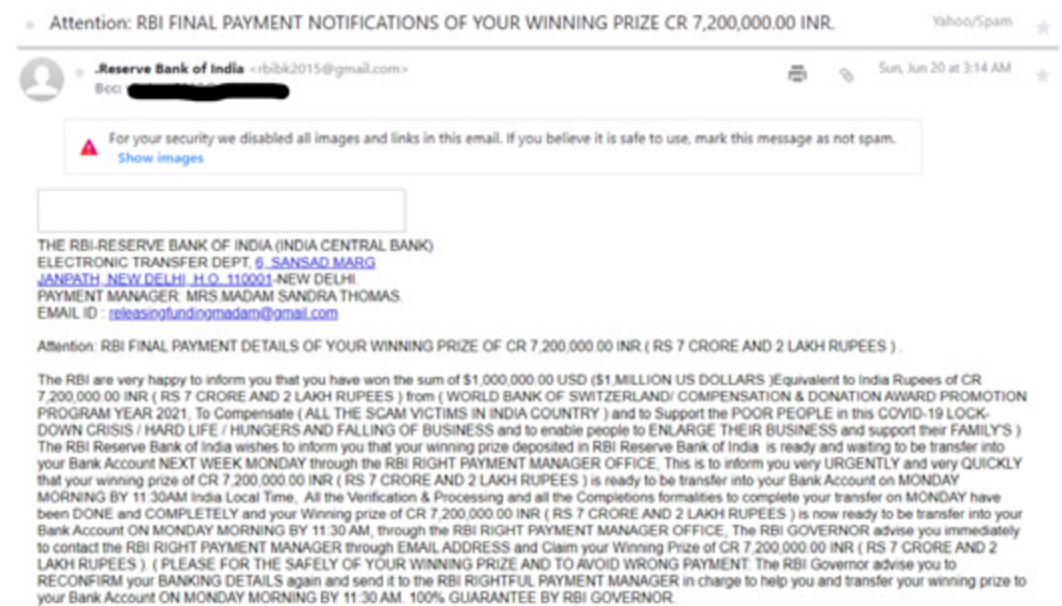 Attention: RBI FINAL PAYMENT NOTIFICATIONS OF YOUR WINNING PRIZE CR 7,200,000.00 INR.
Yahoo/Spam
.Reserve Bank of India <rbibk2015@gmail.com>
Sun, Jun 20 at 3:14 AM
Bcc:
For your security we disabled all images and links in this email. If you believe it is safe to use, mark this message as not spam.
Show images
THE RBI-RESERVE BANK OF INDIA (INDIA CENTRAL BANK)
ELECTRONIC TRANSFER DEPT, 6, SANSAD MARG
JANPATH, NEW DELHI, H.O. 110001-NEW DELHI.
PAYMENT MANAGER: MRS.MADAM SANDRA THOMAS.
EMAIL ID : releasingfundingmadam@gmail.com
Attention: RBI FINAL PAYMENT DETAILS OF YOUR WINNING PRIZE OF CR 7,200,000.00 INR ( RS 7 CRORE AND 2 LAKH RUPEES ) .
The RBI are very happy to inform you that you have won the sum of $1,000,000.00 USD ($1,MILLION US DOLLARS )Equivalent to India Rupees of CR
7,200,000.00 INR ( RS 7 CRORE AND 2 LAKH RUPEES ) from ( WORLD BANK OF SWITZERLAND/ COMPENSATION & DONATION AWARD PROMOTION
PROGRAM YEAR 2021, To Compensate ( ALL THE SCAM VICTIMS IN INDIA COUNTRY ) and to Support the POOR PEOPLE in this COVID-19 LOCK-
DOWN CRISIS / HARD LIFE / HUNGERS AND FALLING OF BUSINESS and to enable people to ENLARGE THEIR BUSINESS and support their FAMILY'S )
The RBI Reserve Bank of India wishes to inform you that your winning prize deposited in RBI Reserve Bank of India is ready and waiting to be transfer into
your Bank Account NEXT WEEK MONDAY through the RBI RIGHT PAYMENT MANAGER OFFICE, This is to inform you very URGENTLY and very QUICKLY
that your winning prize of CR 7,200,000.00 INR ( RS 7 CRORE AND 2 LAKH RUPEES ) is ready to be transfer into your Bank Account on MONDAY
MORNING BY 11:30AM India Local Time, All the Verification & Processing and all the Completions formalities to complete your transfer on MONDAY have
been DONE and COMPLETELY and your Winning prize of CR 7,200,000.00 INR ( RS 7 CRORE AND 2 LAKH RUPEES ) is now ready to be transfer into your
Bank Account ON MONDAY MORNING BY 11:30 AM, through the RBI RIGHT PAYMENT MANAGER OFFICE, The RBI GOVERNOR advise you immediately
to contact the RBI RIGHT PAYMENT MANAGER through EMAIL ADDRESS and Claim your Winning Prize of CR 7,200,000.00 INR ( RS 7 CRORE AND 2
LAKH RUPEES ). ( PLEASE FOR THE SAFELY OF YOUR WINNING PRIZE AND TO AVOID WRONG PAYMENT: The RBI Governor advise you to
RECONFIRM your BANKING DETAILS again and send it to the RBI RIGHTFUL PAYMENT MANAGER in charge to help you and transfer your winning prize to
your Bank Account ON MONDAY MORNING BY 11:30 AM. 100% GUARANTEE BY RBI GOVERNOR.